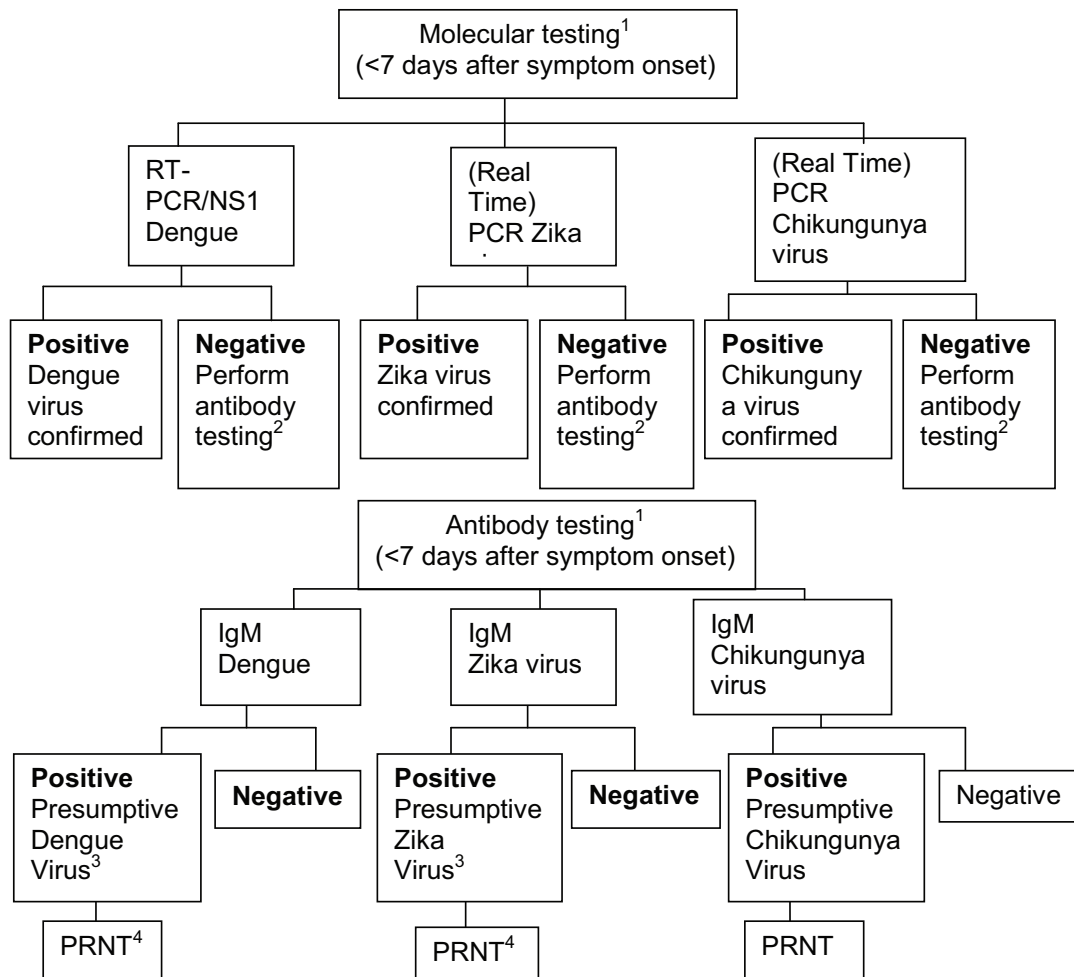 Molecular testing¹
(<7 days after symptom onset)
RT-
PCR/NS1
Dengue
(Real
Time)
PCR Zika
(Real Time)
PCR
Chikungunya
virus
Positive
Dengue
virus
confirmed
Negative
Perform
antibody
testing²
Positive
Zika virus
confirmed
Negative
Perform
antibody
testing²
Positive
Chikunguny
a virus
confirmed
Negative
Perform
antibody
testing²
Antibody testing¹
(<7 days after symptom onset)
IgM
Dengue
IgM
Zika virus
IgM
Chikungunya
virus
Positive
Presumptive
Dengue
Virus³
Negative
Positive
Presumptive
Zika
Virus³
Negative
Positive
Presumptive
Chikungunya
Virus
Negative
PRNT⁴
PRNT⁴
PRNT